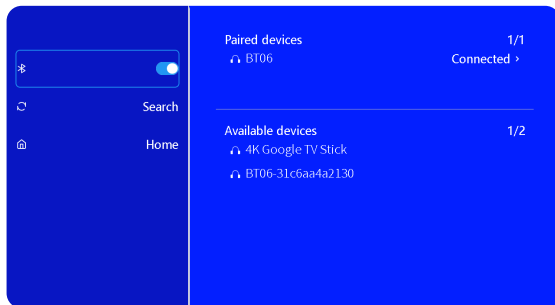 Search
Home
Paired devices 1/1
BT06 Connected ›
Available devices 1/2
4K Google TV Stick
BT06-31c6aa4a2130